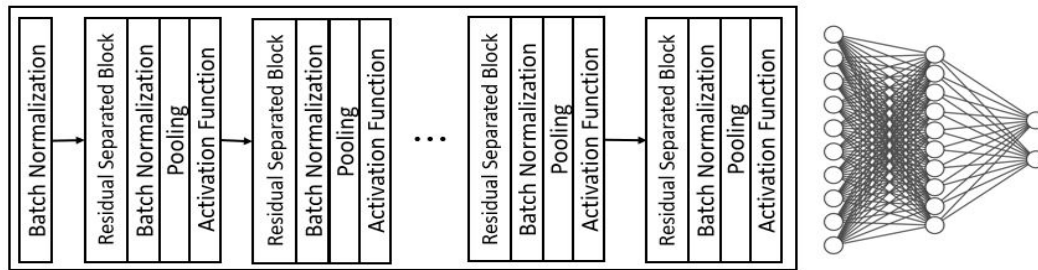 Batch Normalization
Residual Separated Block
Batch Normalization
Pooling
Activation Function
Residual Separated Block
Batch Normalization
Pooling
Activation Function
...
Residual Separated Block
Batch Normalization
Pooling
Activation Function
Residual Separated Block
Batch Normalization
Pooling
Activation Function